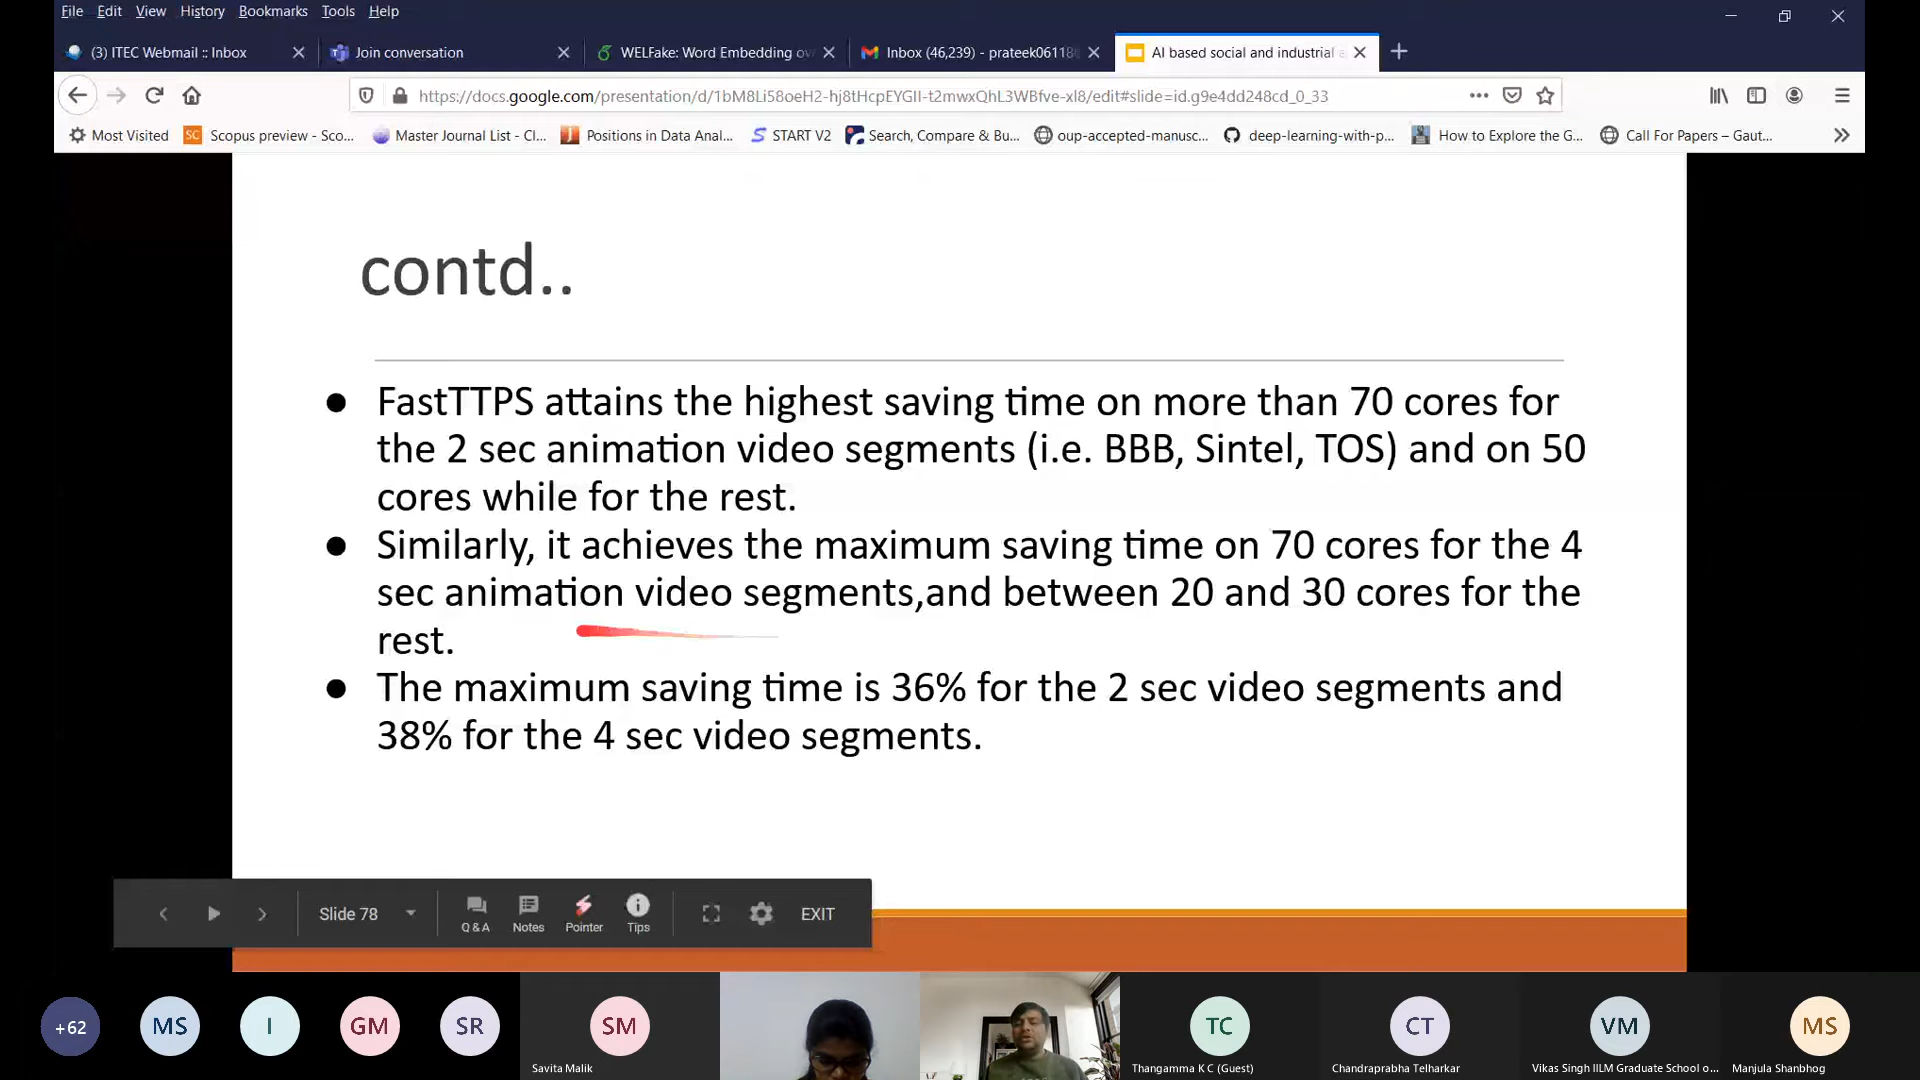 File Edit View History Bookmarks Tools Help
(3) ITEC Webmail :: Inbox
Join conversation
WELFake: Word Embedding ov
Inbox (46,239) - prateek06118
AI based social and industrial
https://docs.google.com/presentation/d/1bM8Li58oeH2-hj8tHcpEYGII-t2mwxQhL3WBfve-xI8/edit#slide=id.g9e4dd248cd_0_33
Most Visited
SC Scopus preview - Sco...
Master Journal List - Cl...
Positions in Data Anal...
START V2
Search, Compare & Bu...
oup-accepted-manusc...
deep-learning-with-p...
How to Explore the G...
Call For Papers – Gaut...
contd..
● FastTTPS attains the highest saving time on more than 70 cores for
the 2 sec animation video segments (i.e. BBB, Sintel, TOS) and on 50
cores while for the rest.
● Similarly, it achieves the maximum saving time on 70 cores for the 4
sec animation video segments,and between 20 and 30 cores for the
rest.
● The maximum saving time is 36% for the 2 sec video segments and
38% for the 4 sec video segments.
Slide 78
Q & A
Notes
Pointer
Tips
EXIT
+62
MS
I
GM
SR
SM
Savita Malik
TC
Thangamma K C (Guest)
CT
Chandraprabha Telharkar
VM
Vikas Singh IILM Graduate School o...
MS
Manjula Shanbhog